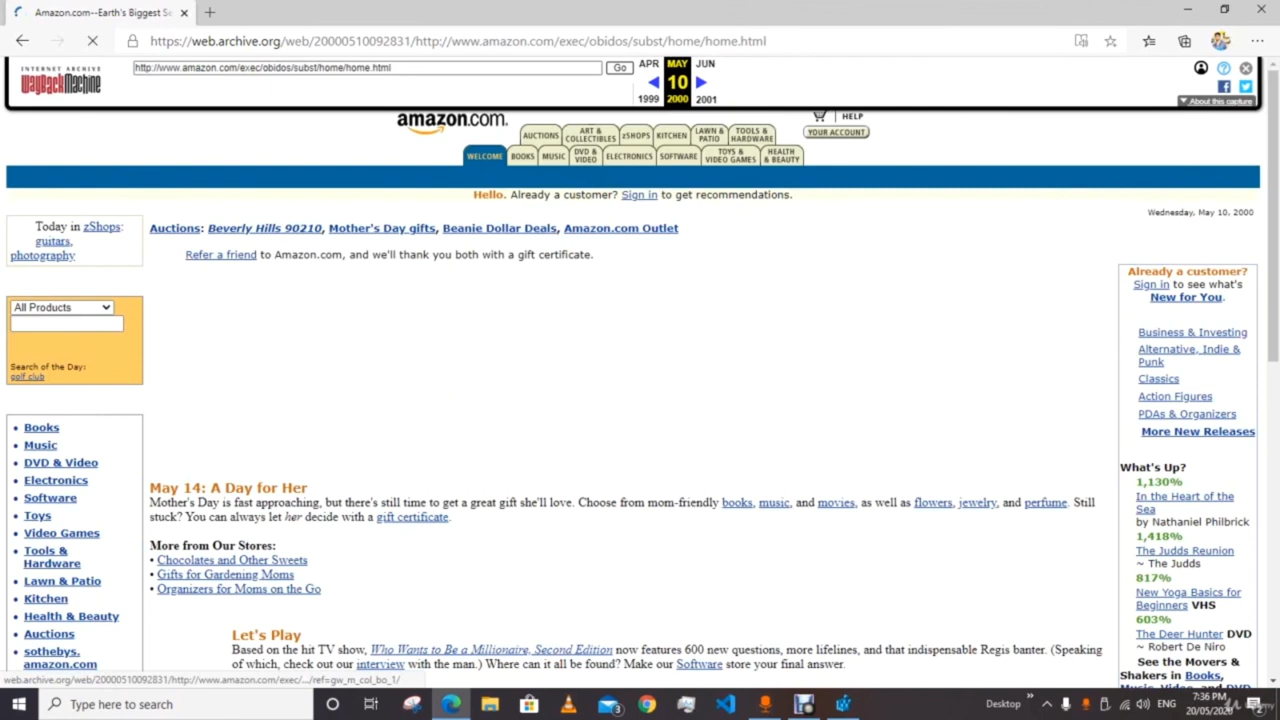 Amazon.com--Earth's Biggest Se
https://web.archive.org/web/20000510092831/http://www.amazon.com/exec/obidos/subst/home/home.html
INTERNET ARCHIVE
WayBackMachine
http://www.amazon.com/exec/obidos/subst/home/home.html
Go
APR MAY JUN
10
1999 2000 2001
About this capture
amazon.com.
HELP
YOUR ACCOUNT
AUCTIONS
ART & COLLECTIBLES
zSHOPS
KITCHEN
LAWN & PATIO
TOOLS & HARDWARE
WELCOME
BOOKS
MUSIC
DVD & VIDEO
ELECTRONICS
SOFTWARE
TOYS & VIDEO GAMES
HEALTH & BEAUTY
Hello. Already a customer? Sign in to get recommendations.
Wednesday, May 10, 2000
Today in zShops:
guitars,
photography
Auctions: Beverly Hills 90210, Mother's Day gifts, Beanie Dollar Deals, Amazon.com Outlet
Refer a friend to Amazon.com, and we'll thank you both with a gift certificate.
All Products
Search of the Day:
golf club
Books
Music
DVD & Video
Electronics
Software
Toys
Video Games
Tools &
Hardware
Lawn & Patio
Kitchen
Health & Beauty
Auctions
sothebys.
amazon.com
May 14: A Day for Her
Mother's Day is fast approaching, but there's still time to get a great gift she'll love. Choose from mom-friendly books, music, and movies, as well as flowers, jewelry, and perfume. Still
stuck? You can always let her decide with a gift certificate.
More from Our Stores:
• Chocolates and Other Sweets
• Gifts for Gardening Moms
• Organizers for Moms on the Go
Let's Play
Based on the hit TV show, Who Wants to Be a Millionaire, Second Edition now features 600 new questions, more lifelines, and that indispensable Regis banter. (Speaking
of which, check out our interview with the man.) Where can it all be found? Make our Software store your final answer.
Already a customer?
Sign in to see what's
New for You.
Business & Investing
Alternative, Indie &
Punk
Classics
Action Figures
PDAs & Organizers
More New Releases
What's Up?
1,130%
In the Heart of the
Sea
by Nathaniel Philbrick
1,418%
The Judds Reunion
~ The Judds
817%
New Yoga Basics for
Beginners VHS
603%
The Deer Hunter DVD
~ Robert De Niro
See the Movers &
Shakers in Books,
Music, Video, and DVD
web.archive.org/web/20000510092831/http://www.amazon.com/exec/.../ref=gw_m_col_bo_1/
Type here to search
3
Desktop
ENG
7:36 PM
20/05/2020
2